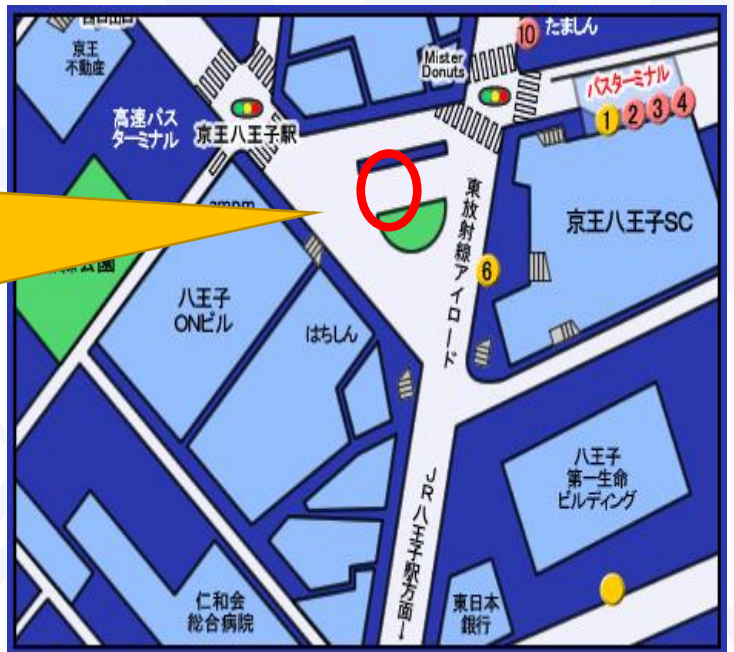 10
たましん
京王
不動産
Mister
Donuts
バスターミナル
1 2 3 4
高速バス
ターミナル
京王八王子駅
東放射線アイロード
京王八王子SC
公園
6
八王子
ONビル
はちしん
八王子
第一生命
ビルディング
JR八王子駅方面→
仁和会
総合病院
東日本
銀行